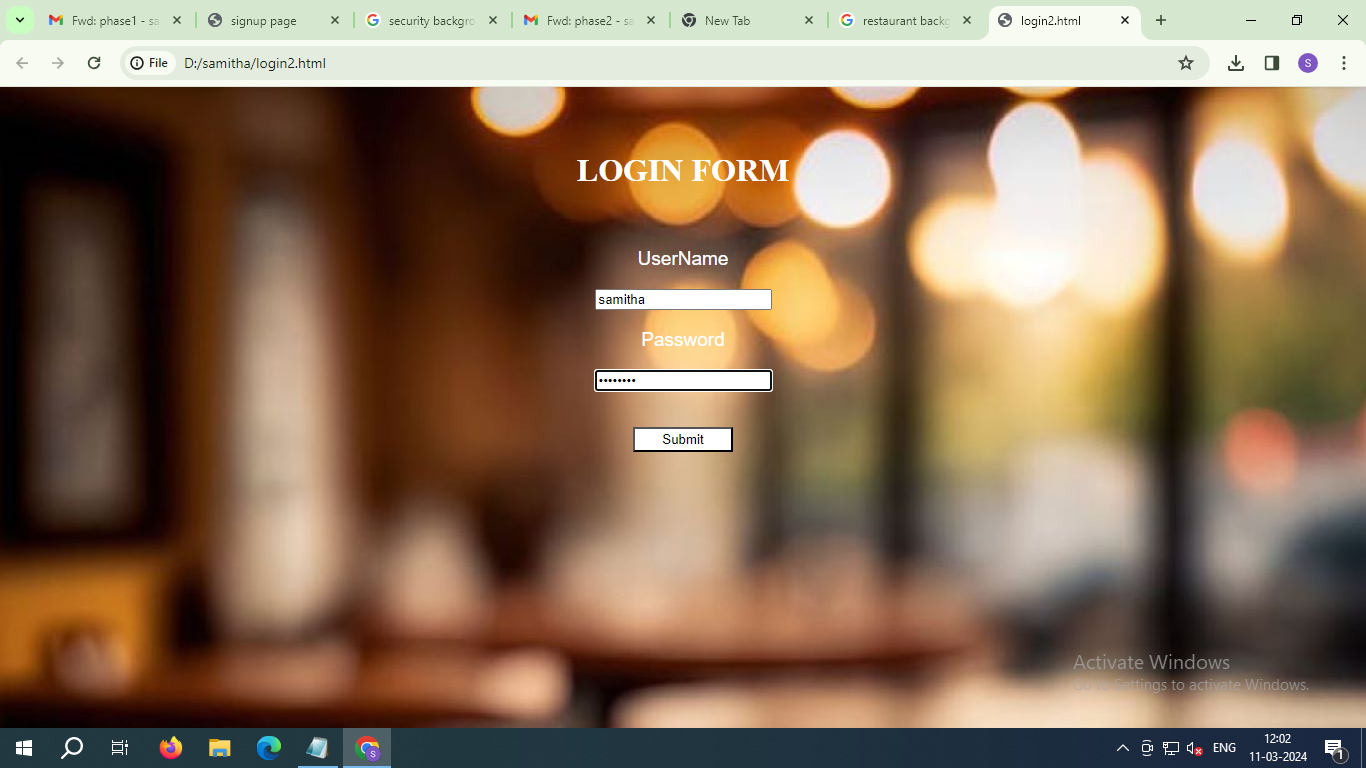 Fwd: phase1 - sa
signup page
security backgro
Fwd: phase2 - sa
New Tab
restaurant backg
login2.html
File
D:/samitha/login2.html
S
LOGIN FORM
UserName
samitha
Password
••••••••
Submit
Activate Windows
Go to Settings to activate Windows.
S
ENG
12:02
11-03-2024
1